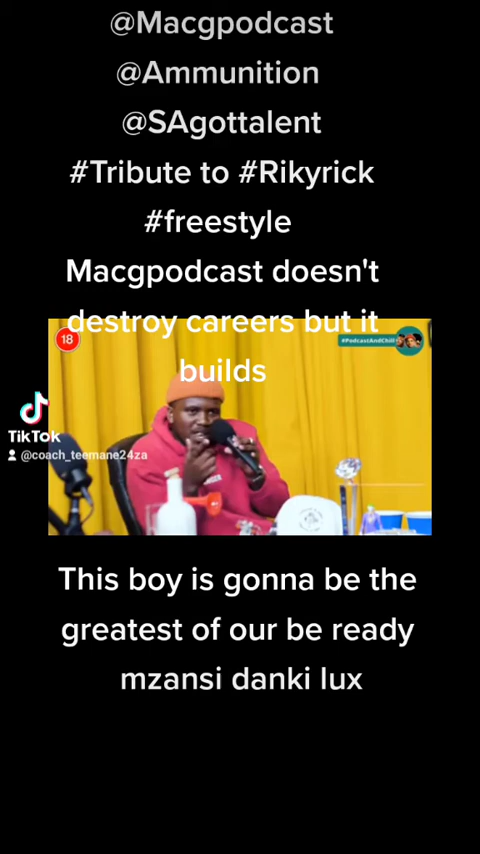 @Macgpodcast
@Ammunition
@SAgottalent
#Tribute to #Rikyrick
#freestyle
Macgpodcast doesn't
destroy careers but it
builds
18
#PodcastAndChill
TikTok
@coach_teemane24za
This boy is gonna be the
greatest of our be ready
mzansi danki lux